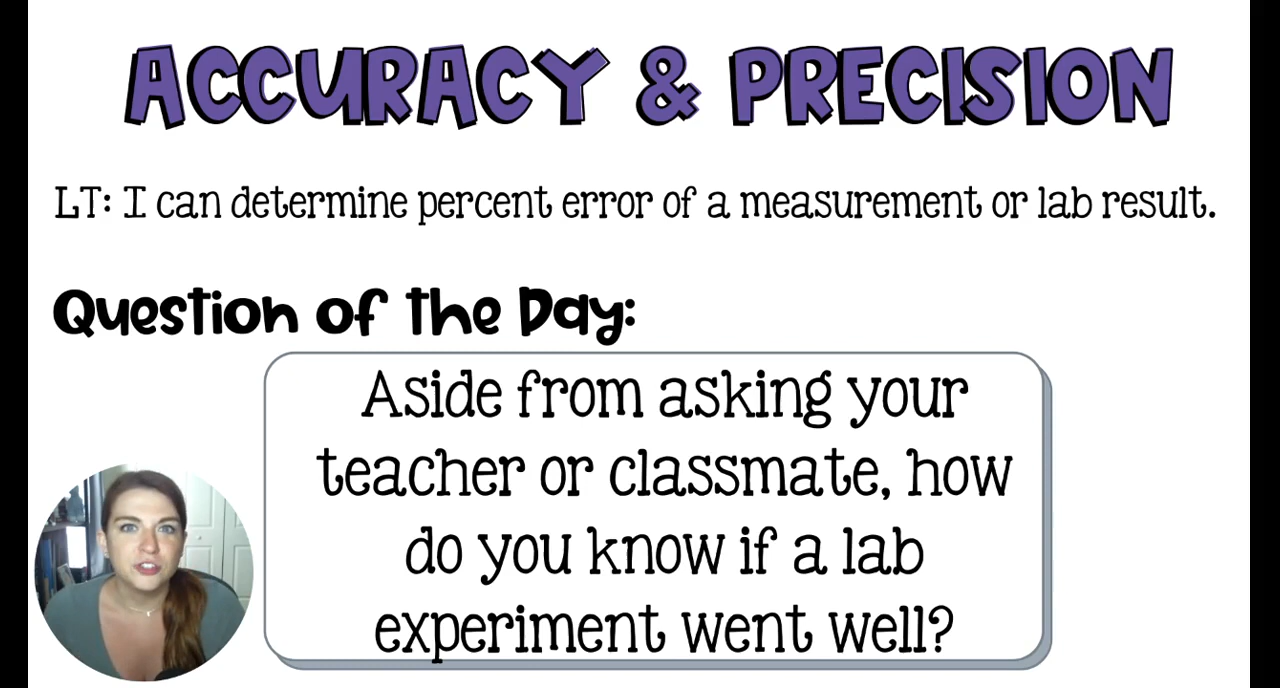 ACCURACY & PRECISION
LT: I can determine percent error of a measurement or lab result.
Question of the Day:
Aside from asking your
teacher or classmate, how
do you know if a lab
experiment went well?